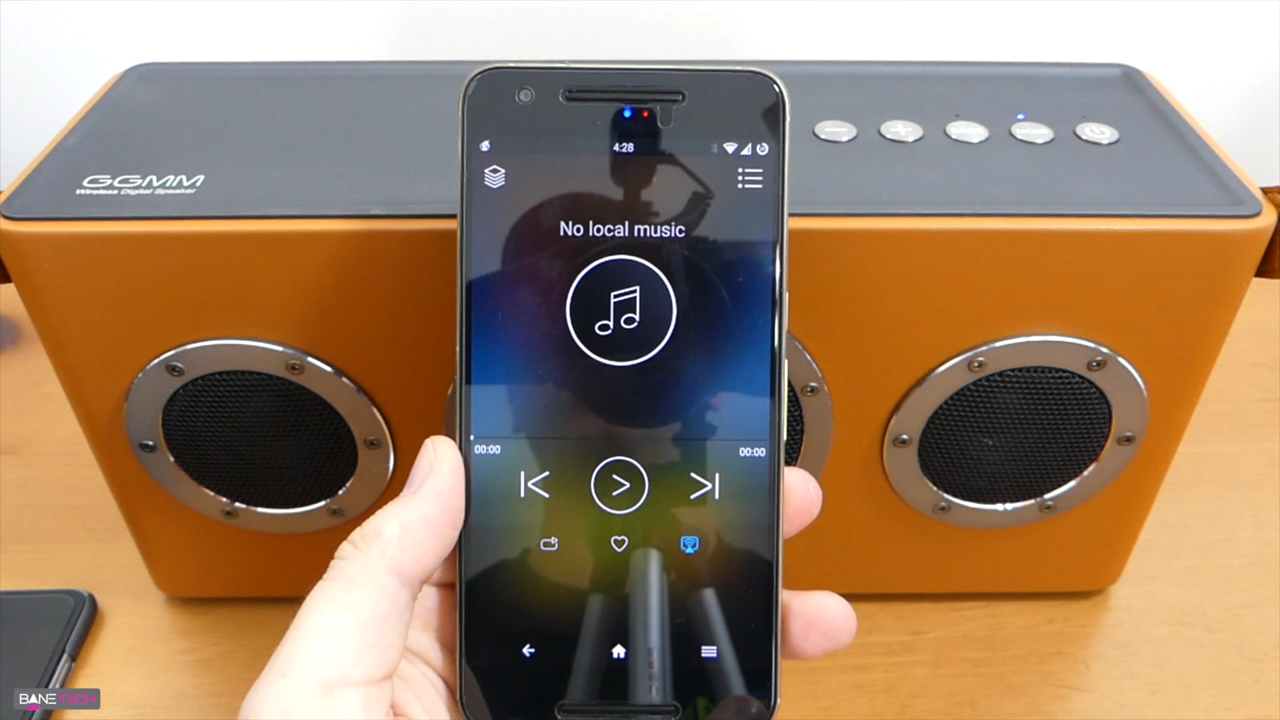 GGMM
Wireless Digital Speaker
4:28
No local music
00:00
00:00
BANETECH